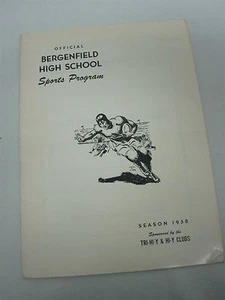 OFFICIAL
BERGENFIELD
HIGH SCHOOL
Sports Program
SEASON 1958
Sponsored by the
TRI-HI-Y & HI-Y CLUBS